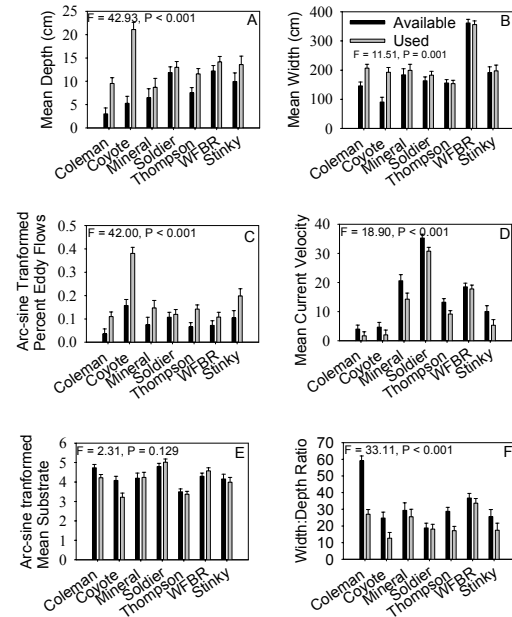 F = 42.93, P < 0.001
A
Mean Depth (cm)
25
20
15
10
5
0
Coleman
Coyote
Mineral
Soldier
Thompson
WFBR
Stinky
B
Available
Used
F = 11.51, P = 0.001
Mean Width (cm)
400
300
200
100
0
Coleman
Coyote
Mineral
Soldier
Thompson
WFBR
Stinky
F = 42.00, P < 0.001
C
Arc-sine Tranformed
Percent Eddy Flows
0.5
0.4
0.3
0.2
0.1
0.0
Coleman
Coyote
Mineral
Soldier
Thompson
WFBR
Stinky
F = 18.90, P < 0.001
D
Mean Current Velocity
40
30
20
10
0
Coleman
Coyote
Mineral
Soldier
Thompson
WFBR
Stinky
F = 2.31, P = 0.129
E
Arc-sine tranformed
Mean Substrate
6
5
4
3
2
1
0
Coleman
Coyote
Mineral
Soldier
Thompson
WFBR
Stinky
F = 33.11, P < 0.001
F
Width:Depth Ratio
70
60
50
40
30
20
10
0
Coleman
Coyote
Mineral
Soldier
Thompson
WFBR
Stinky